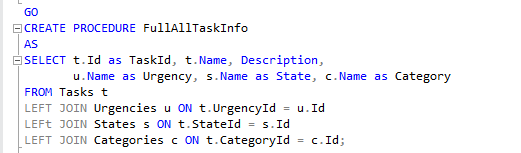 GO
CREATE PROCEDURE FullAllTaskInfo
AS
SELECT t.Id as TaskId, t.Name, Description,
u.Name as Urgency, s.Name as State, c.Name as Category
FROM Tasks t
LEFT JOIN Urgencies u ON t.UrgencyId = u.Id
LEFt JOIN States s ON t.StateId = s.Id
LEFT JOIN Categories c ON t.CategoryId = c.Id;